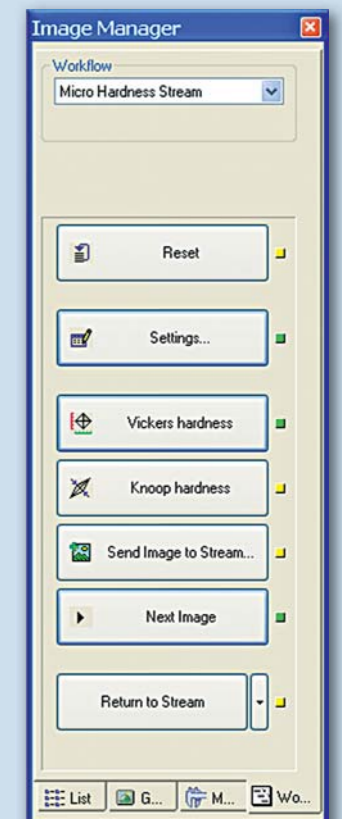 Image Manager
Workflow
Micro Hardness Stream
Reset
Settings...
Vickers hardness
Knoop hardness
Send Image to Stream...
Next Image
Return to Stream
List G... M... Wo...